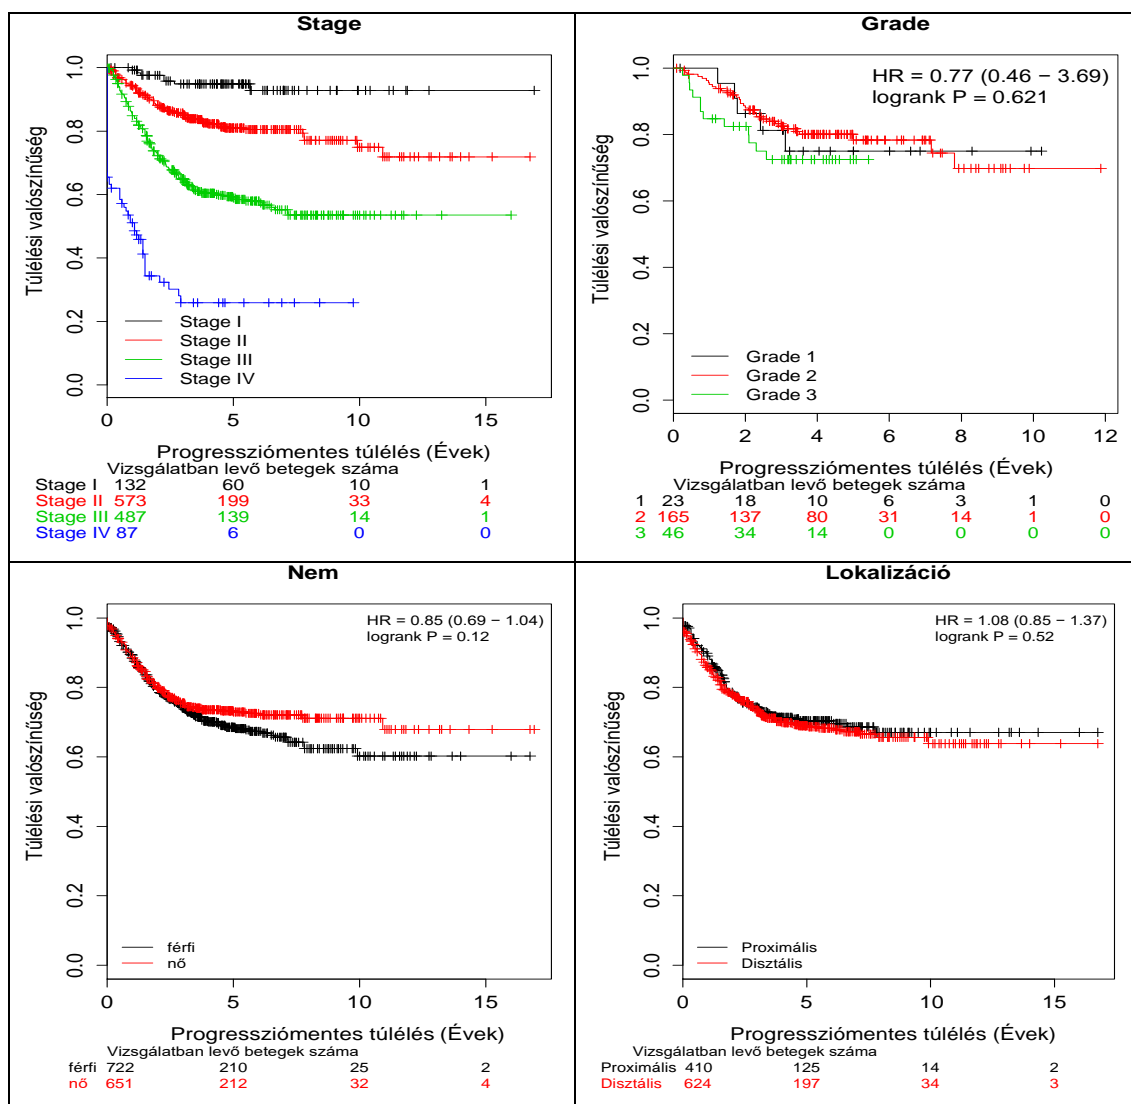 Stage
Túlélési valószínűség
1.0
0.8
0.6
0.4
0.2
0.0
Stage I
Stage II
Stage III
Stage IV
0 5 10 15
Progressziómentes túlélés (Évek)
Vizsgálatban levő betegek száma
Stage I 132 60 10 1
Stage II 573 199 33 4
Stage III 487 139 14 1
Stage IV 87 6 0 0
Grade
HR = 0.77 (0.46 − 3.69)
logrank P = 0.621
Túlélési valószínűség
1.0
0.8
0.6
0.4
0.2
0.0
Grade 1
Grade 2
Grade 3
0 2 4 6 8 10 12
Progressziómentes túlélés (Évek)
Vizsgálatban levő betegek száma
1 23 18 10 6 3 1 0
2 165 137 80 31 14 1 0
3 46 34 14 0 0 0 0
Nem
HR = 0.85 (0.69 − 1.04)
logrank P = 0.12
Túlélési valószínűség
1.0
0.8
0.6
0.4
0.2
0.0
férfi
nő
0 5 10 15
Progressziómentes túlélés (Évek)
Vizsgálatban levő betegek száma
férfi 722 210 25 2
nő 651 212 32 4
Lokalizáció
HR = 1.08 (0.85 − 1.37)
logrank P = 0.52
Túlélési valószínűség
1.0
0.8
0.6
0.4
0.2
0.0
Proximális
Disztális
0 5 10 15
Progressziómentes túlélés (Évek)
Vizsgálatban levő betegek száma
Proximális 410 125 14 2
Disztális 624 197 34 3